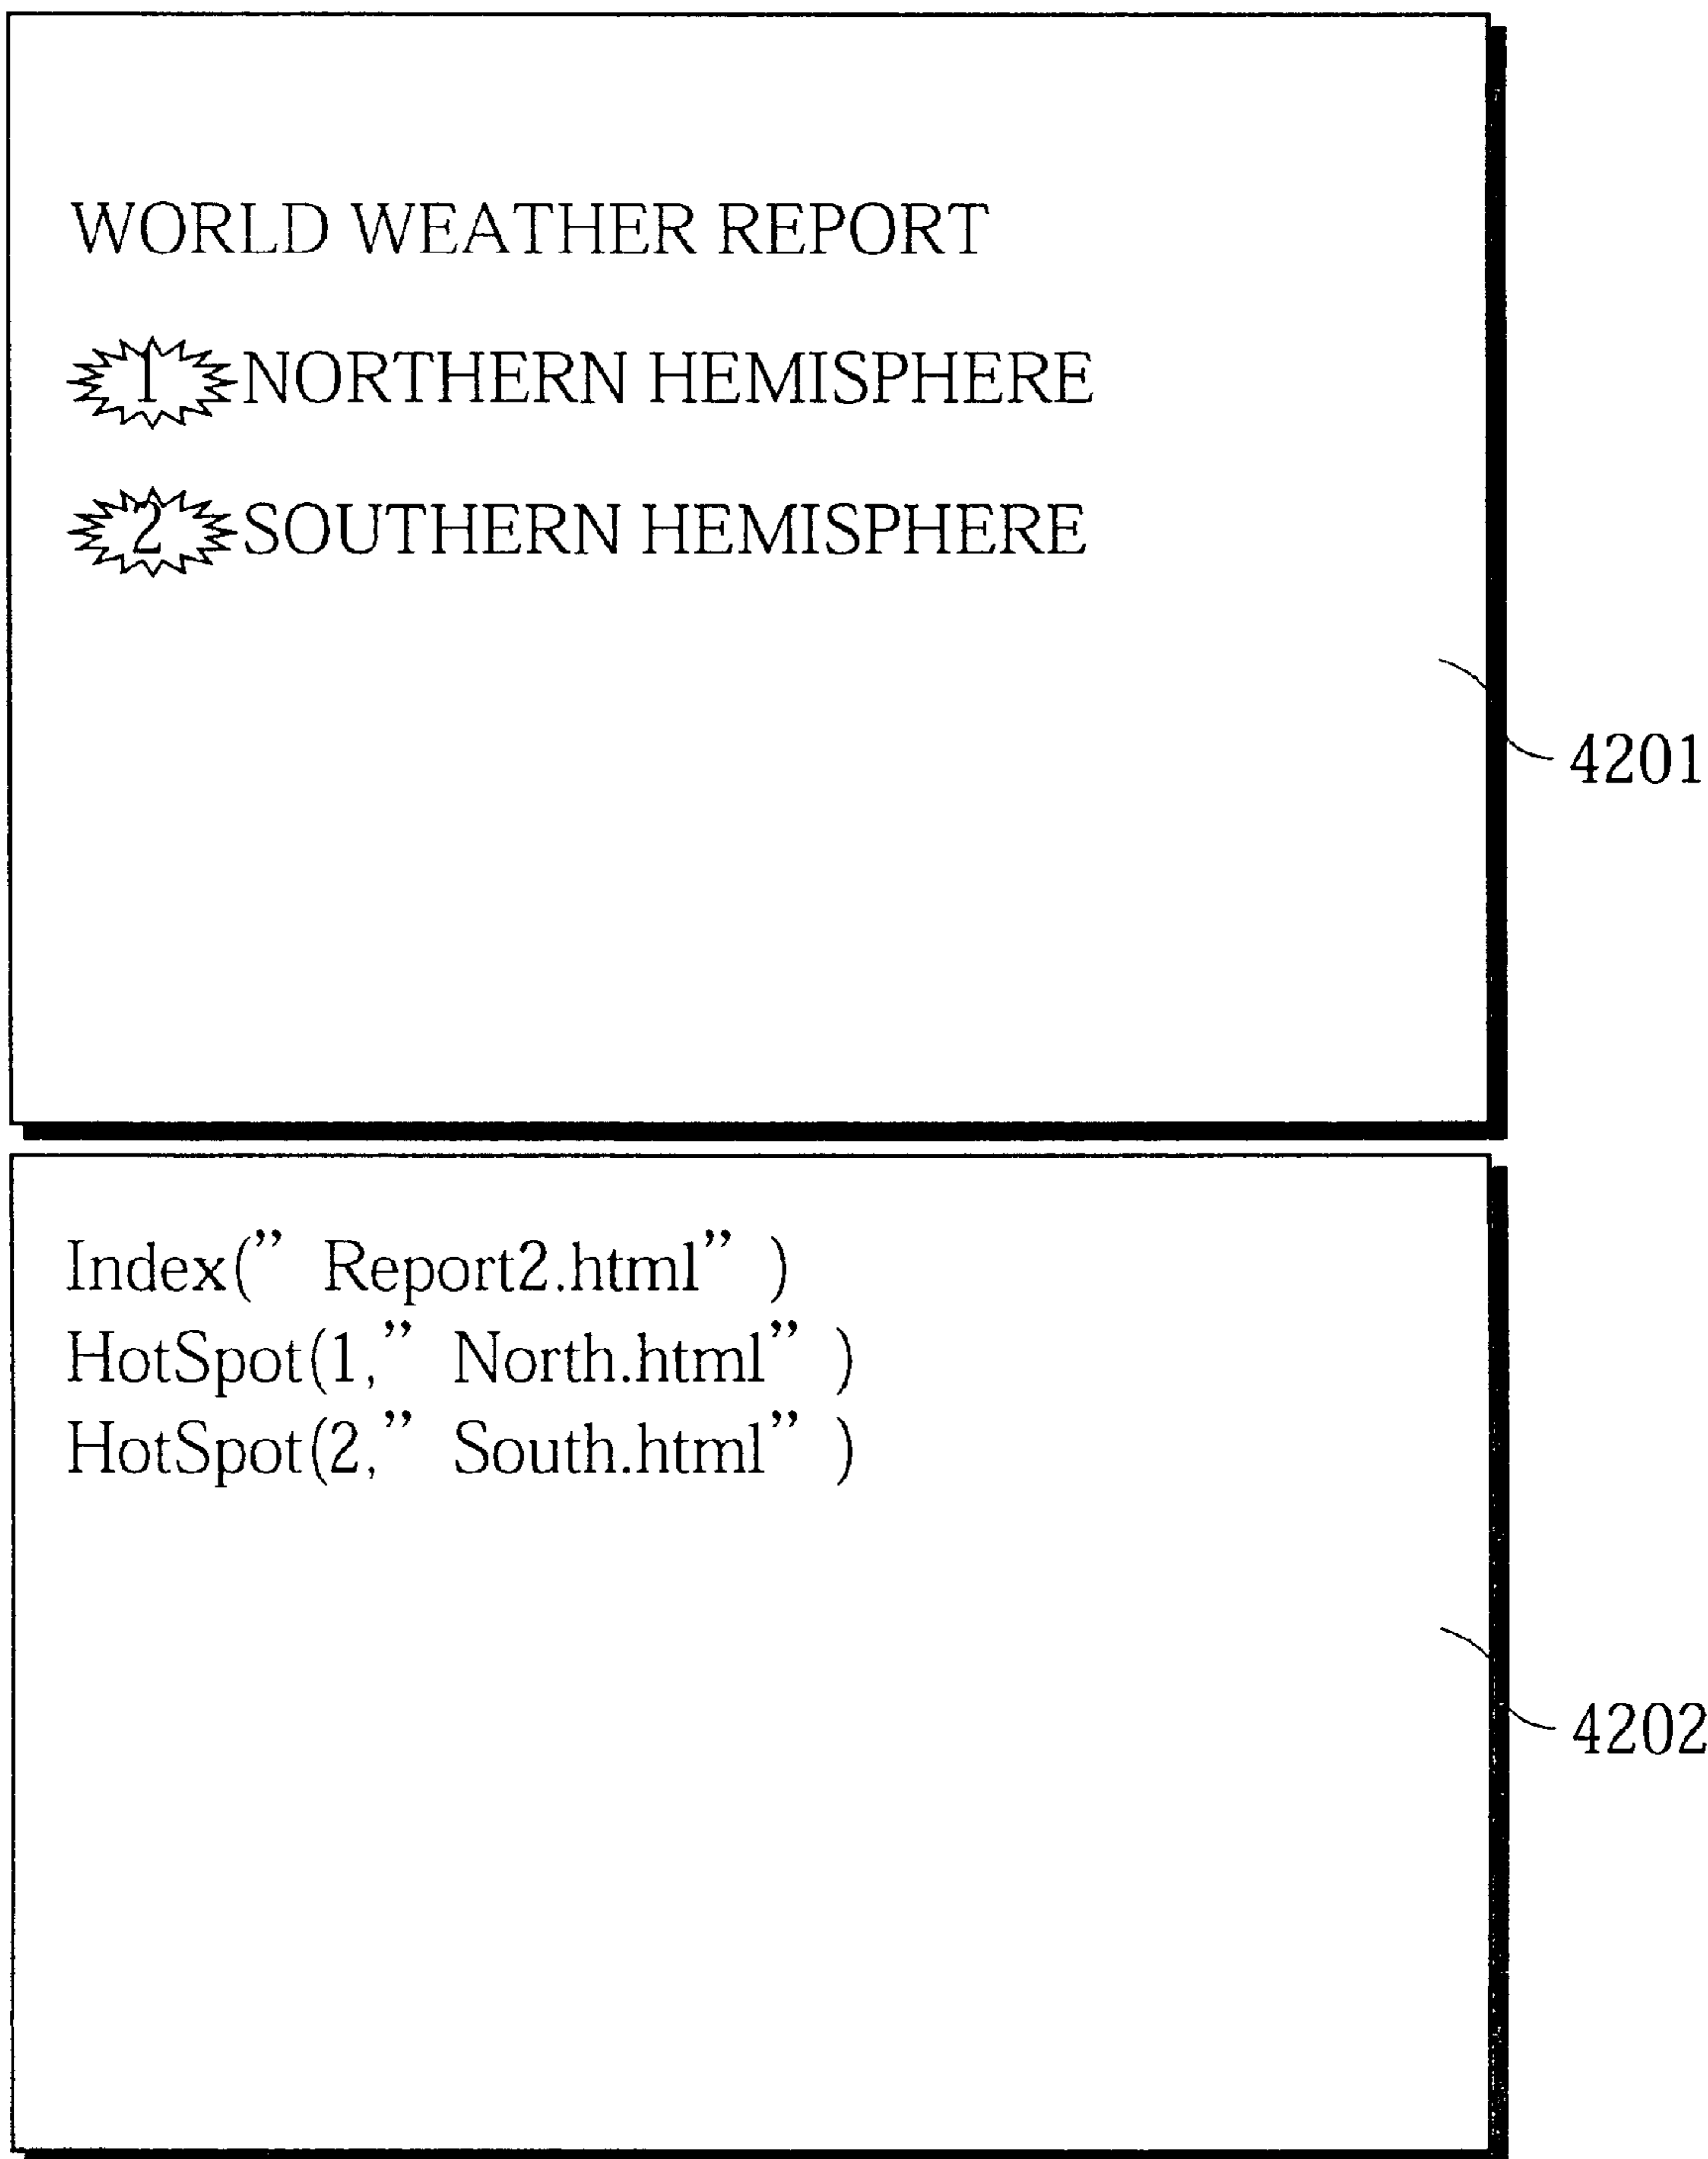 WORLD WEATHER REPORT
1 NORTHERN HEMISPHERE
2 SOUTHERN HEMISPHERE
4201
Index(” Report2.html” )
HotSpot(1,” North.html” )
HotSpot(2,” South.html” )
4202